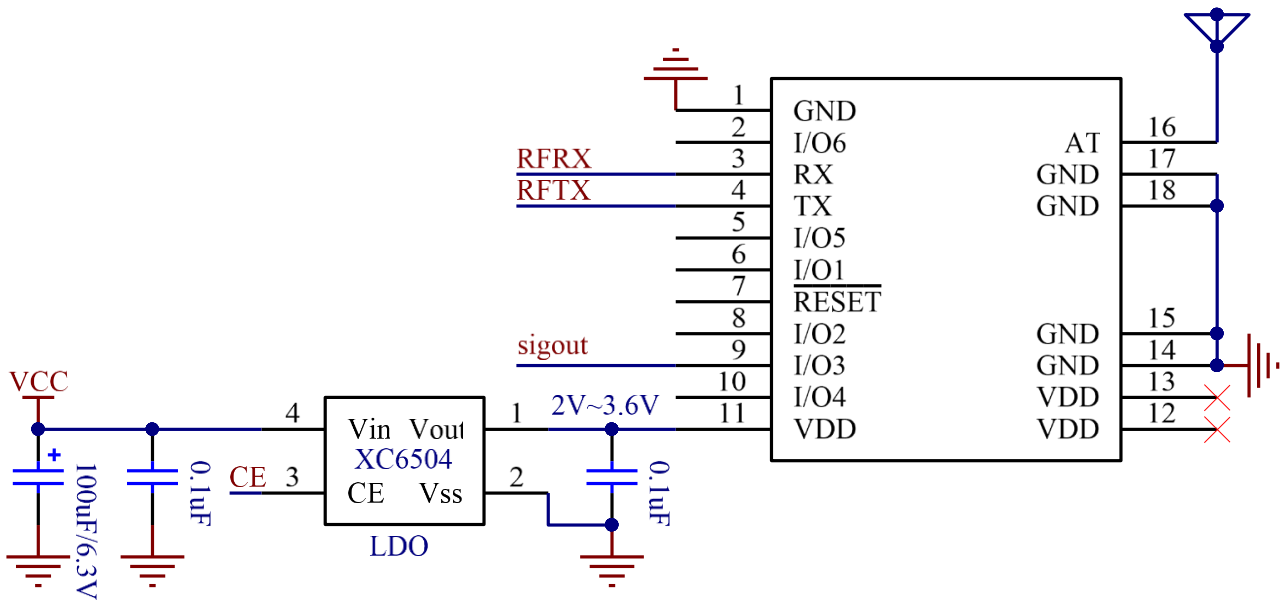 1
GND
2
I/O6
16
AT
RFRX
3
RX
17
GND
RFTX
4
TX
18
GND
5
I/O5
6
I/O1
7
RESET
8
I/O2
15
GND
sigout
9
I/O3
14
GND
10
I/O4
13
VDD
2V~3.6V
11
VDD
12
VDD
VCC
4
Vin
Vout
1
XC6504
CE
3
CE
Vss
2
LDO
+
100uF/6.3V
0.1uF
0.1uF